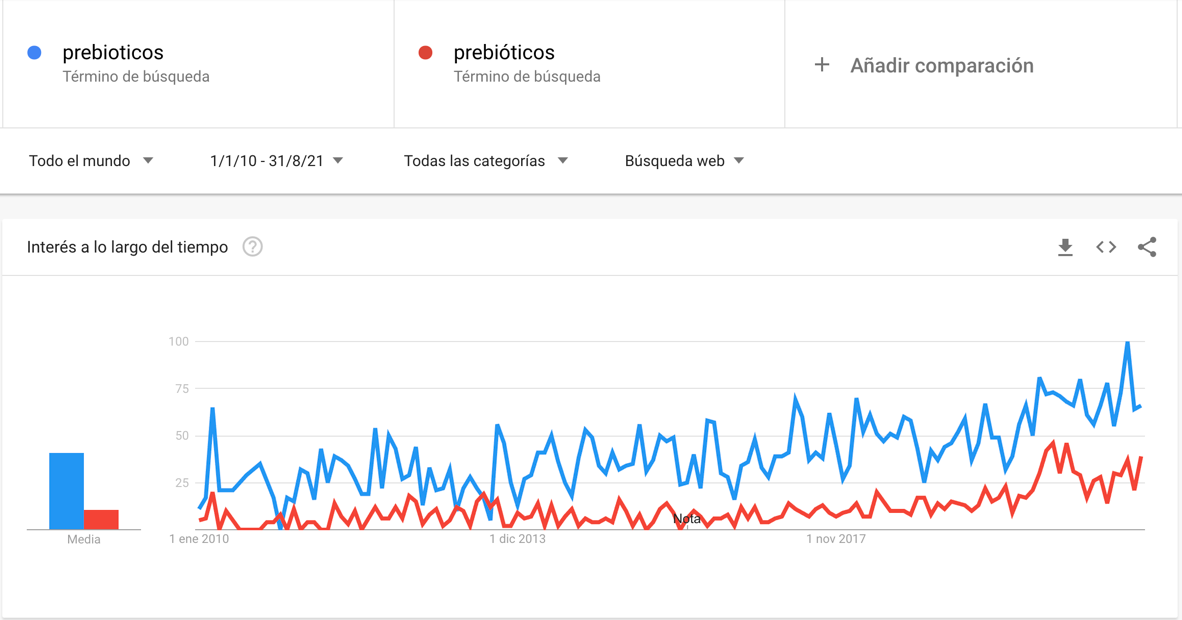 prebioticos
Término de búsqueda
prebióticos
Término de búsqueda
+ Añadir comparación
Todo el mundo
1/1/10 - 31/8/21
Todas las categorías
Búsqueda web
Interés a lo largo del tiempo
100
75
50
25
Nota
Media
1 ene 2010
1 dic 2013
1 nov 2017